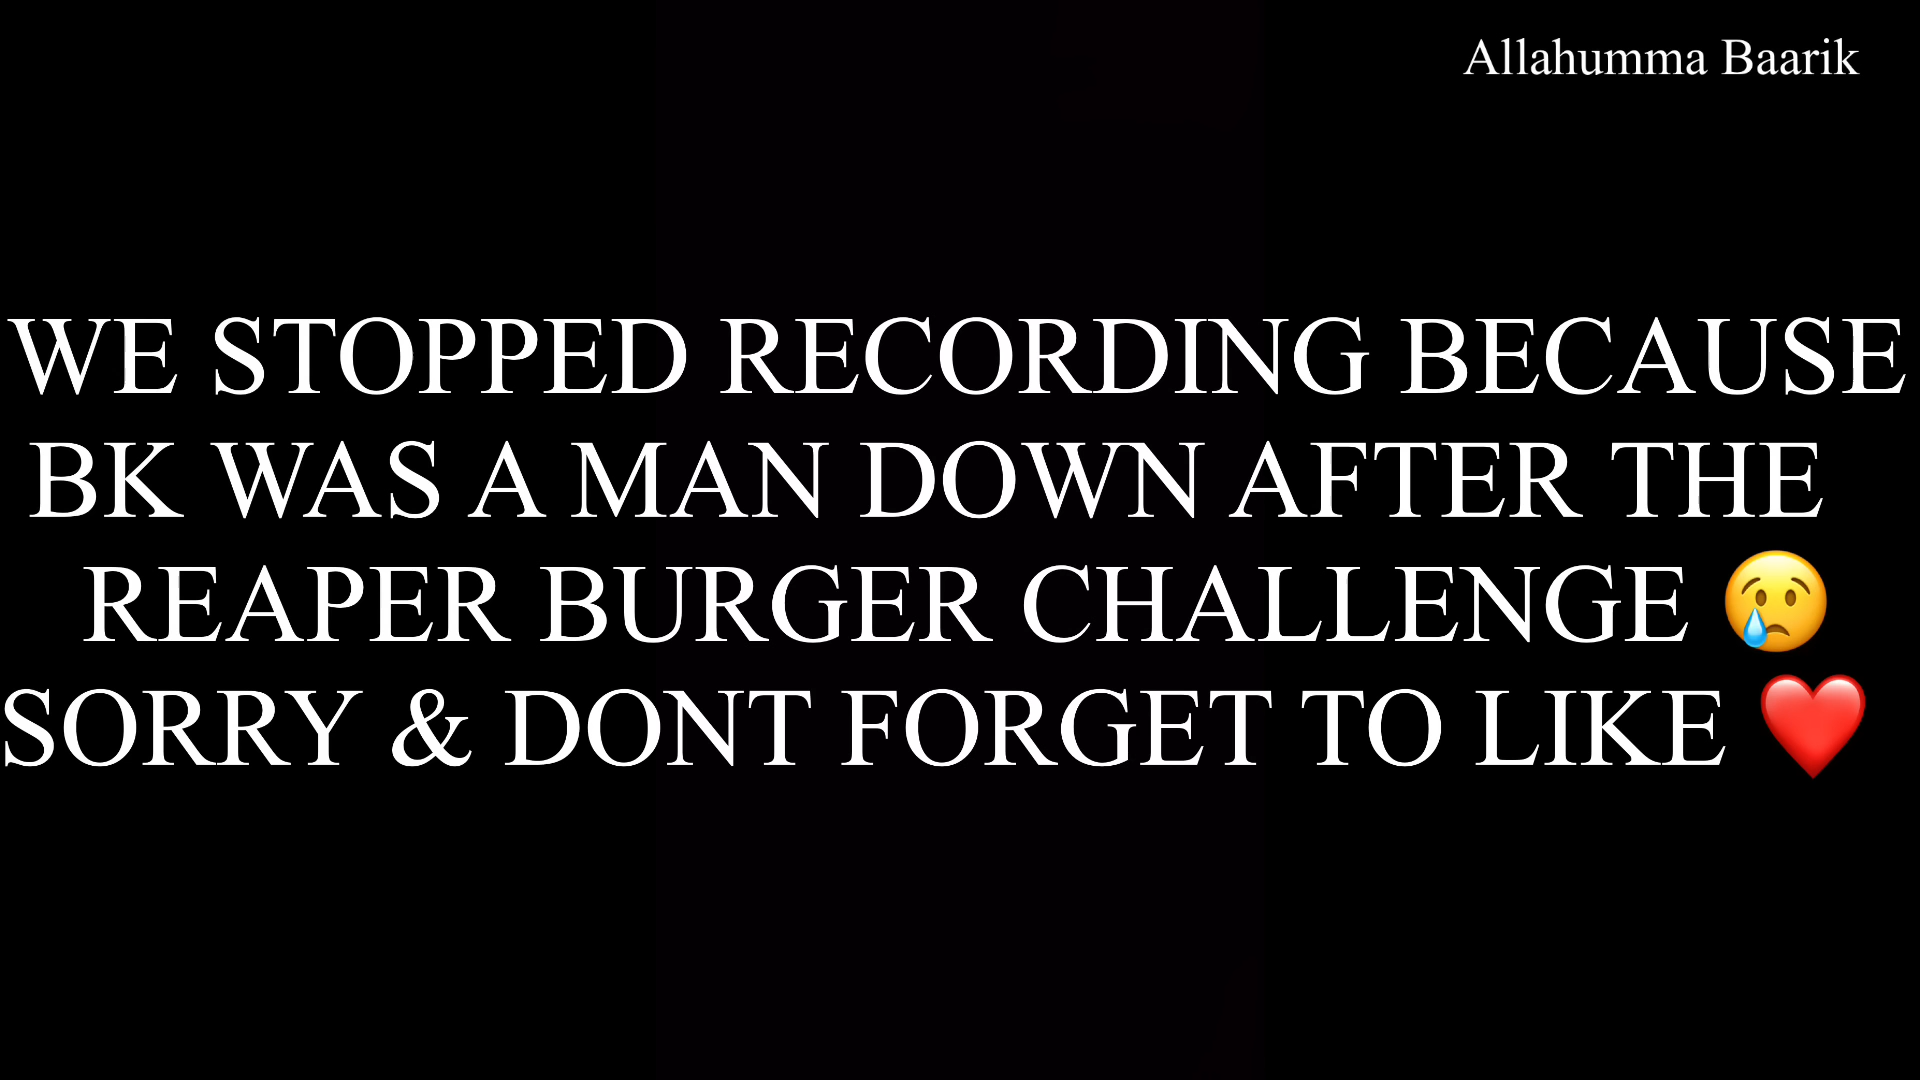 Allahumma Baarik
WE STOPPED RECORDING BECAUSE
BK WAS A MAN DOWN AFTER THE
REAPER BURGER CHALLENGE 😢
SORRY & DONT FORGET TO LIKE ❤️